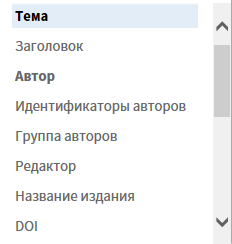 Тема
Заголовок
Автор
Идентификаторы авторов
Группа авторов
Редактор
Название издания
DOI